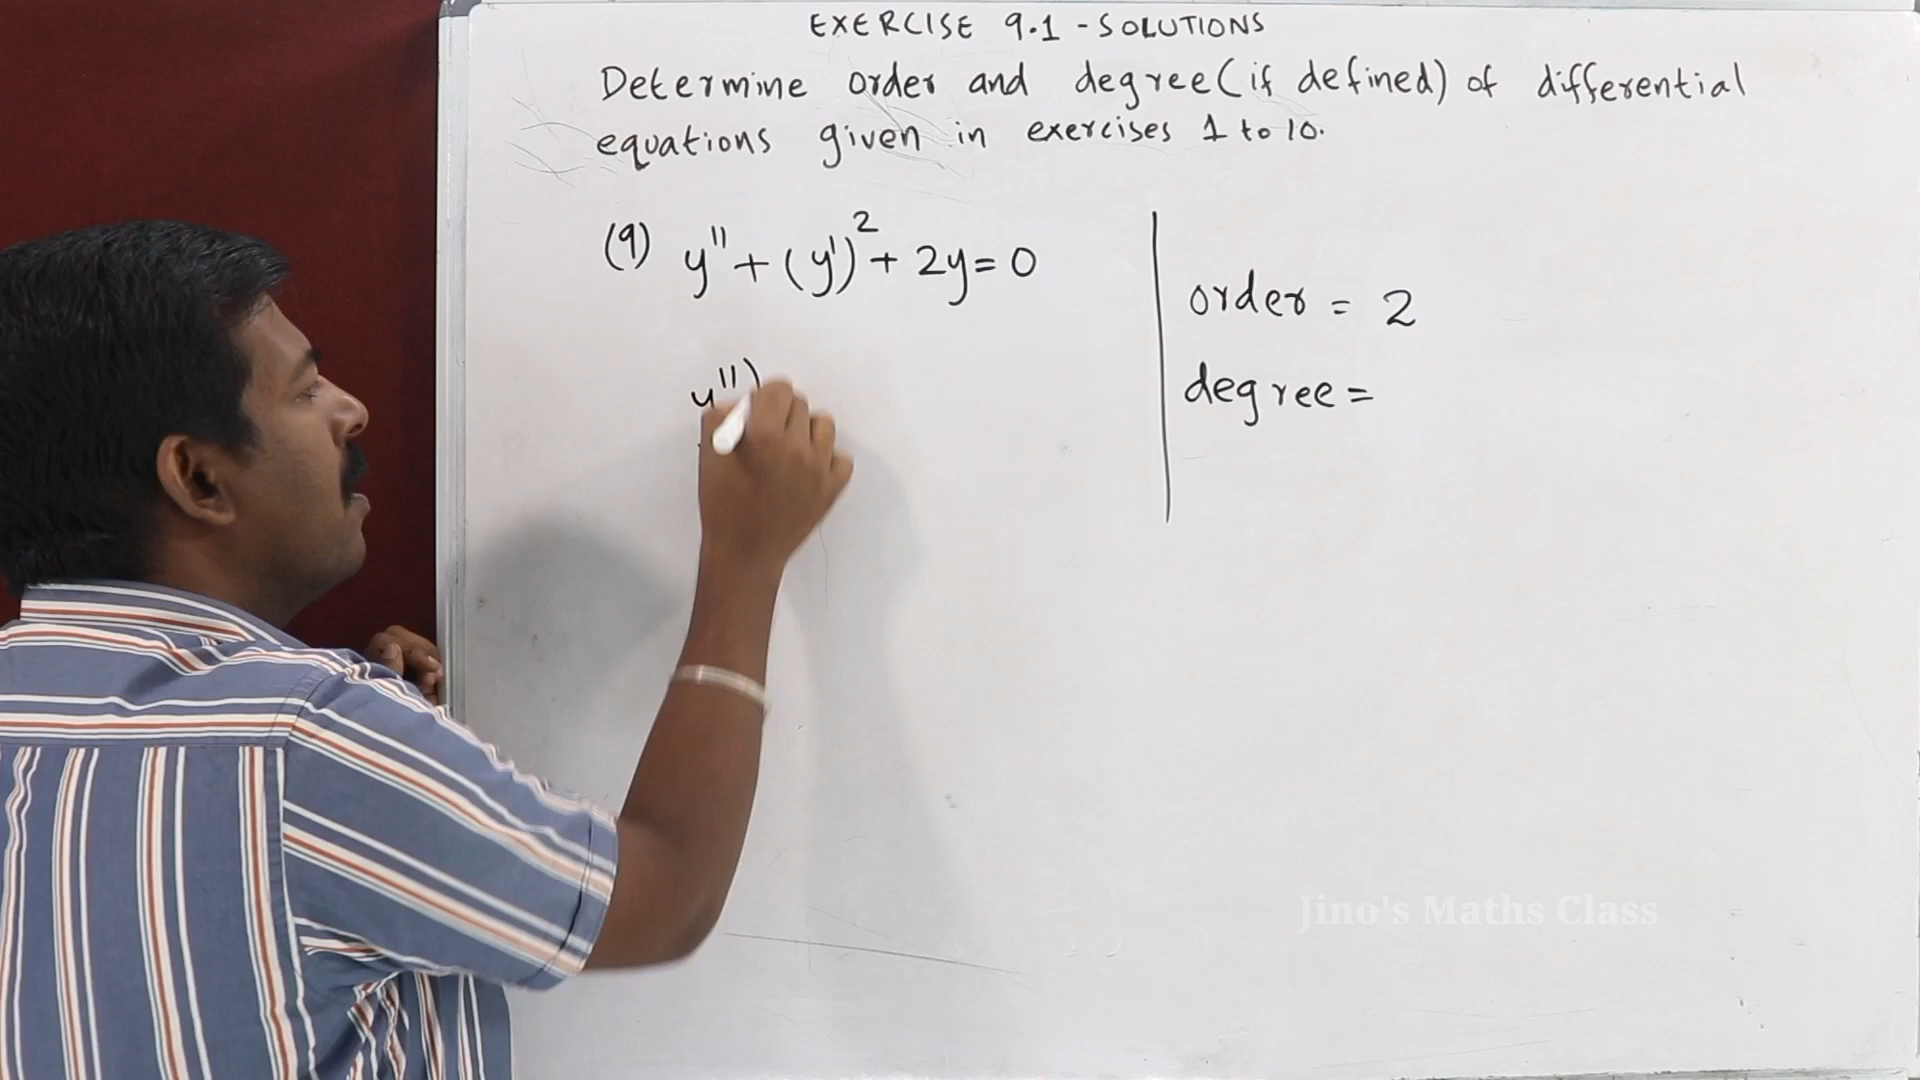 EXERCISE 9.1 - SOLUTIONS
Determine order and degree (if defined) of differential
equations given in exercises 1 to 10.
(9) y'' + (y')² + 2y = 0
order = 2
degree =
y'')
Jino's Maths Class